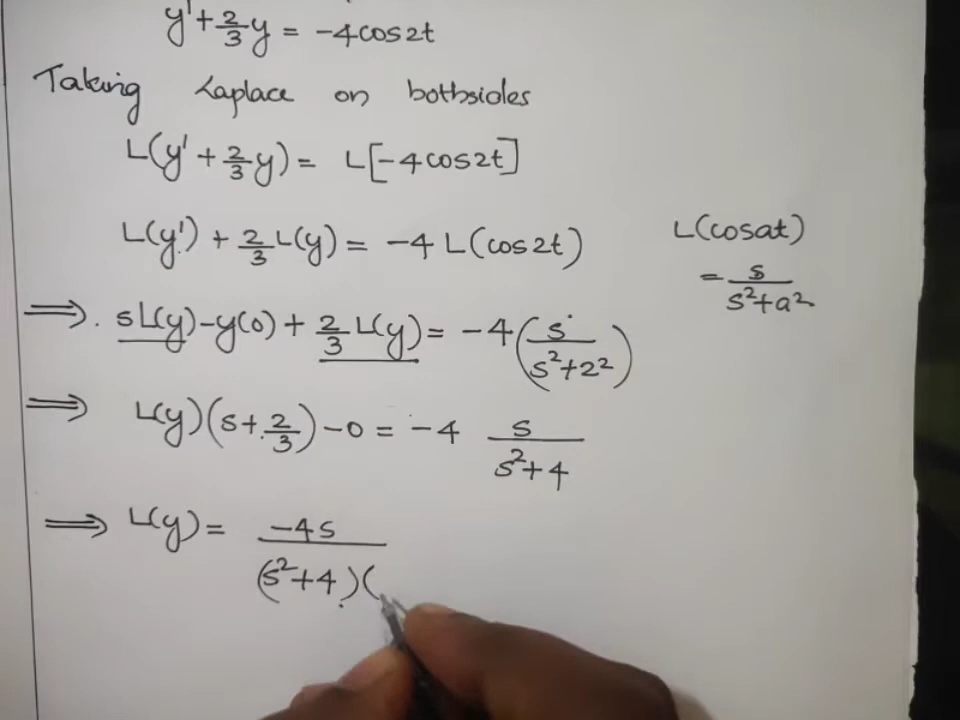 y' + 2/3 y = -4cos2t
Taking Laplace on bothsides
L(y' + 2/3 y) = L[-4cos2t]
L(y') + 2/3 L(y) = -4 L(cos2t)
L(cosat)
= s/(s²+a²)
⟹ sL(y) - y(0) + 2/3 L(y) = -4(s/(s²+2²))
⟹ L(y)(s + 2/3) - 0 = -4 s/(s²+4)
⟹ L(y) = -4s/(s²+4)(